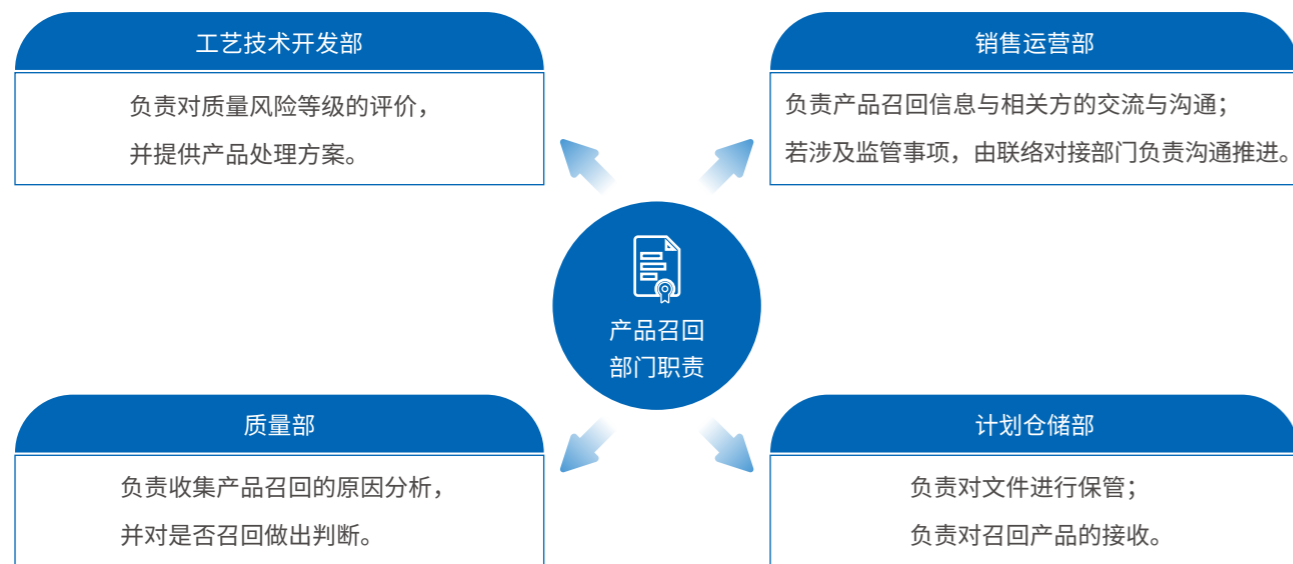 工艺技术开发部
负责对质量风险等级的评价，
并提供产品处理方案。
销售运营部
负责产品召回信息与相关方的交流与沟通；
若涉及监管事项，由联络对接部门负责沟通推进。
产品召回
部门职责
质量部
负责收集产品召回的原因分析，
并对是否召回做出判断。
计划仓储部
负责对文件进行保管；
负责对召回产品的接收。